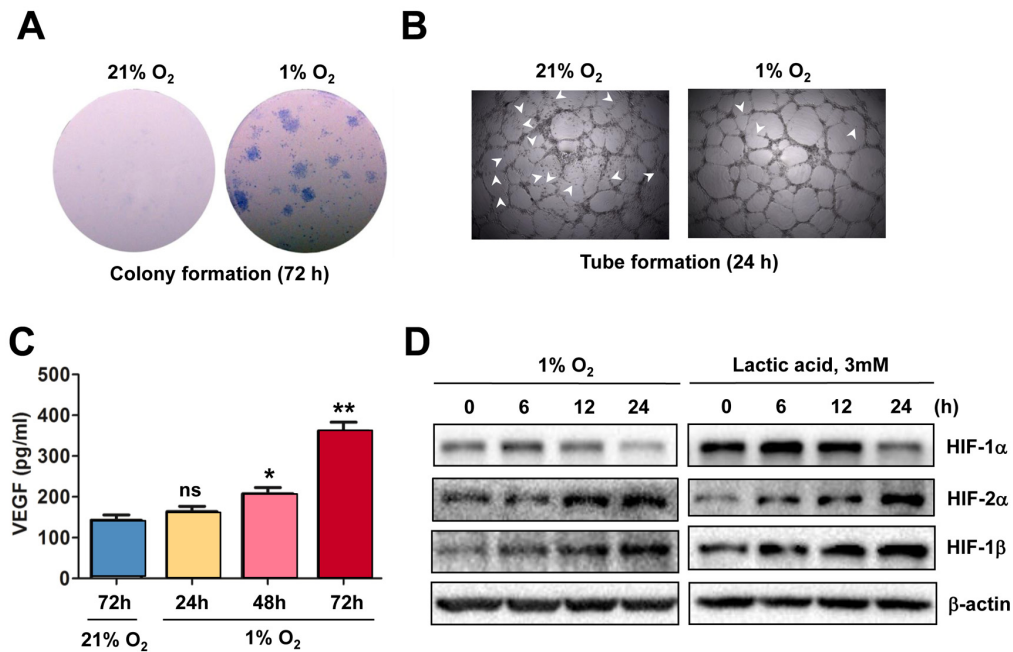 A
21% O₂ 1% O₂
Colony formation (72 h)
B
21% O₂ 1% O₂
Tube formation (24 h)
C
VEGF (pg/ml)
500
400
300
200
100
0
ns * **
72h 24h 48h 72h
21% O₂ 1% O₂
D
1% O₂ Lactic acid, 3mM
0 6 12 24 0 6 12 24 (h)
HIF-1α
HIF-2α
HIF-1β
β-actin